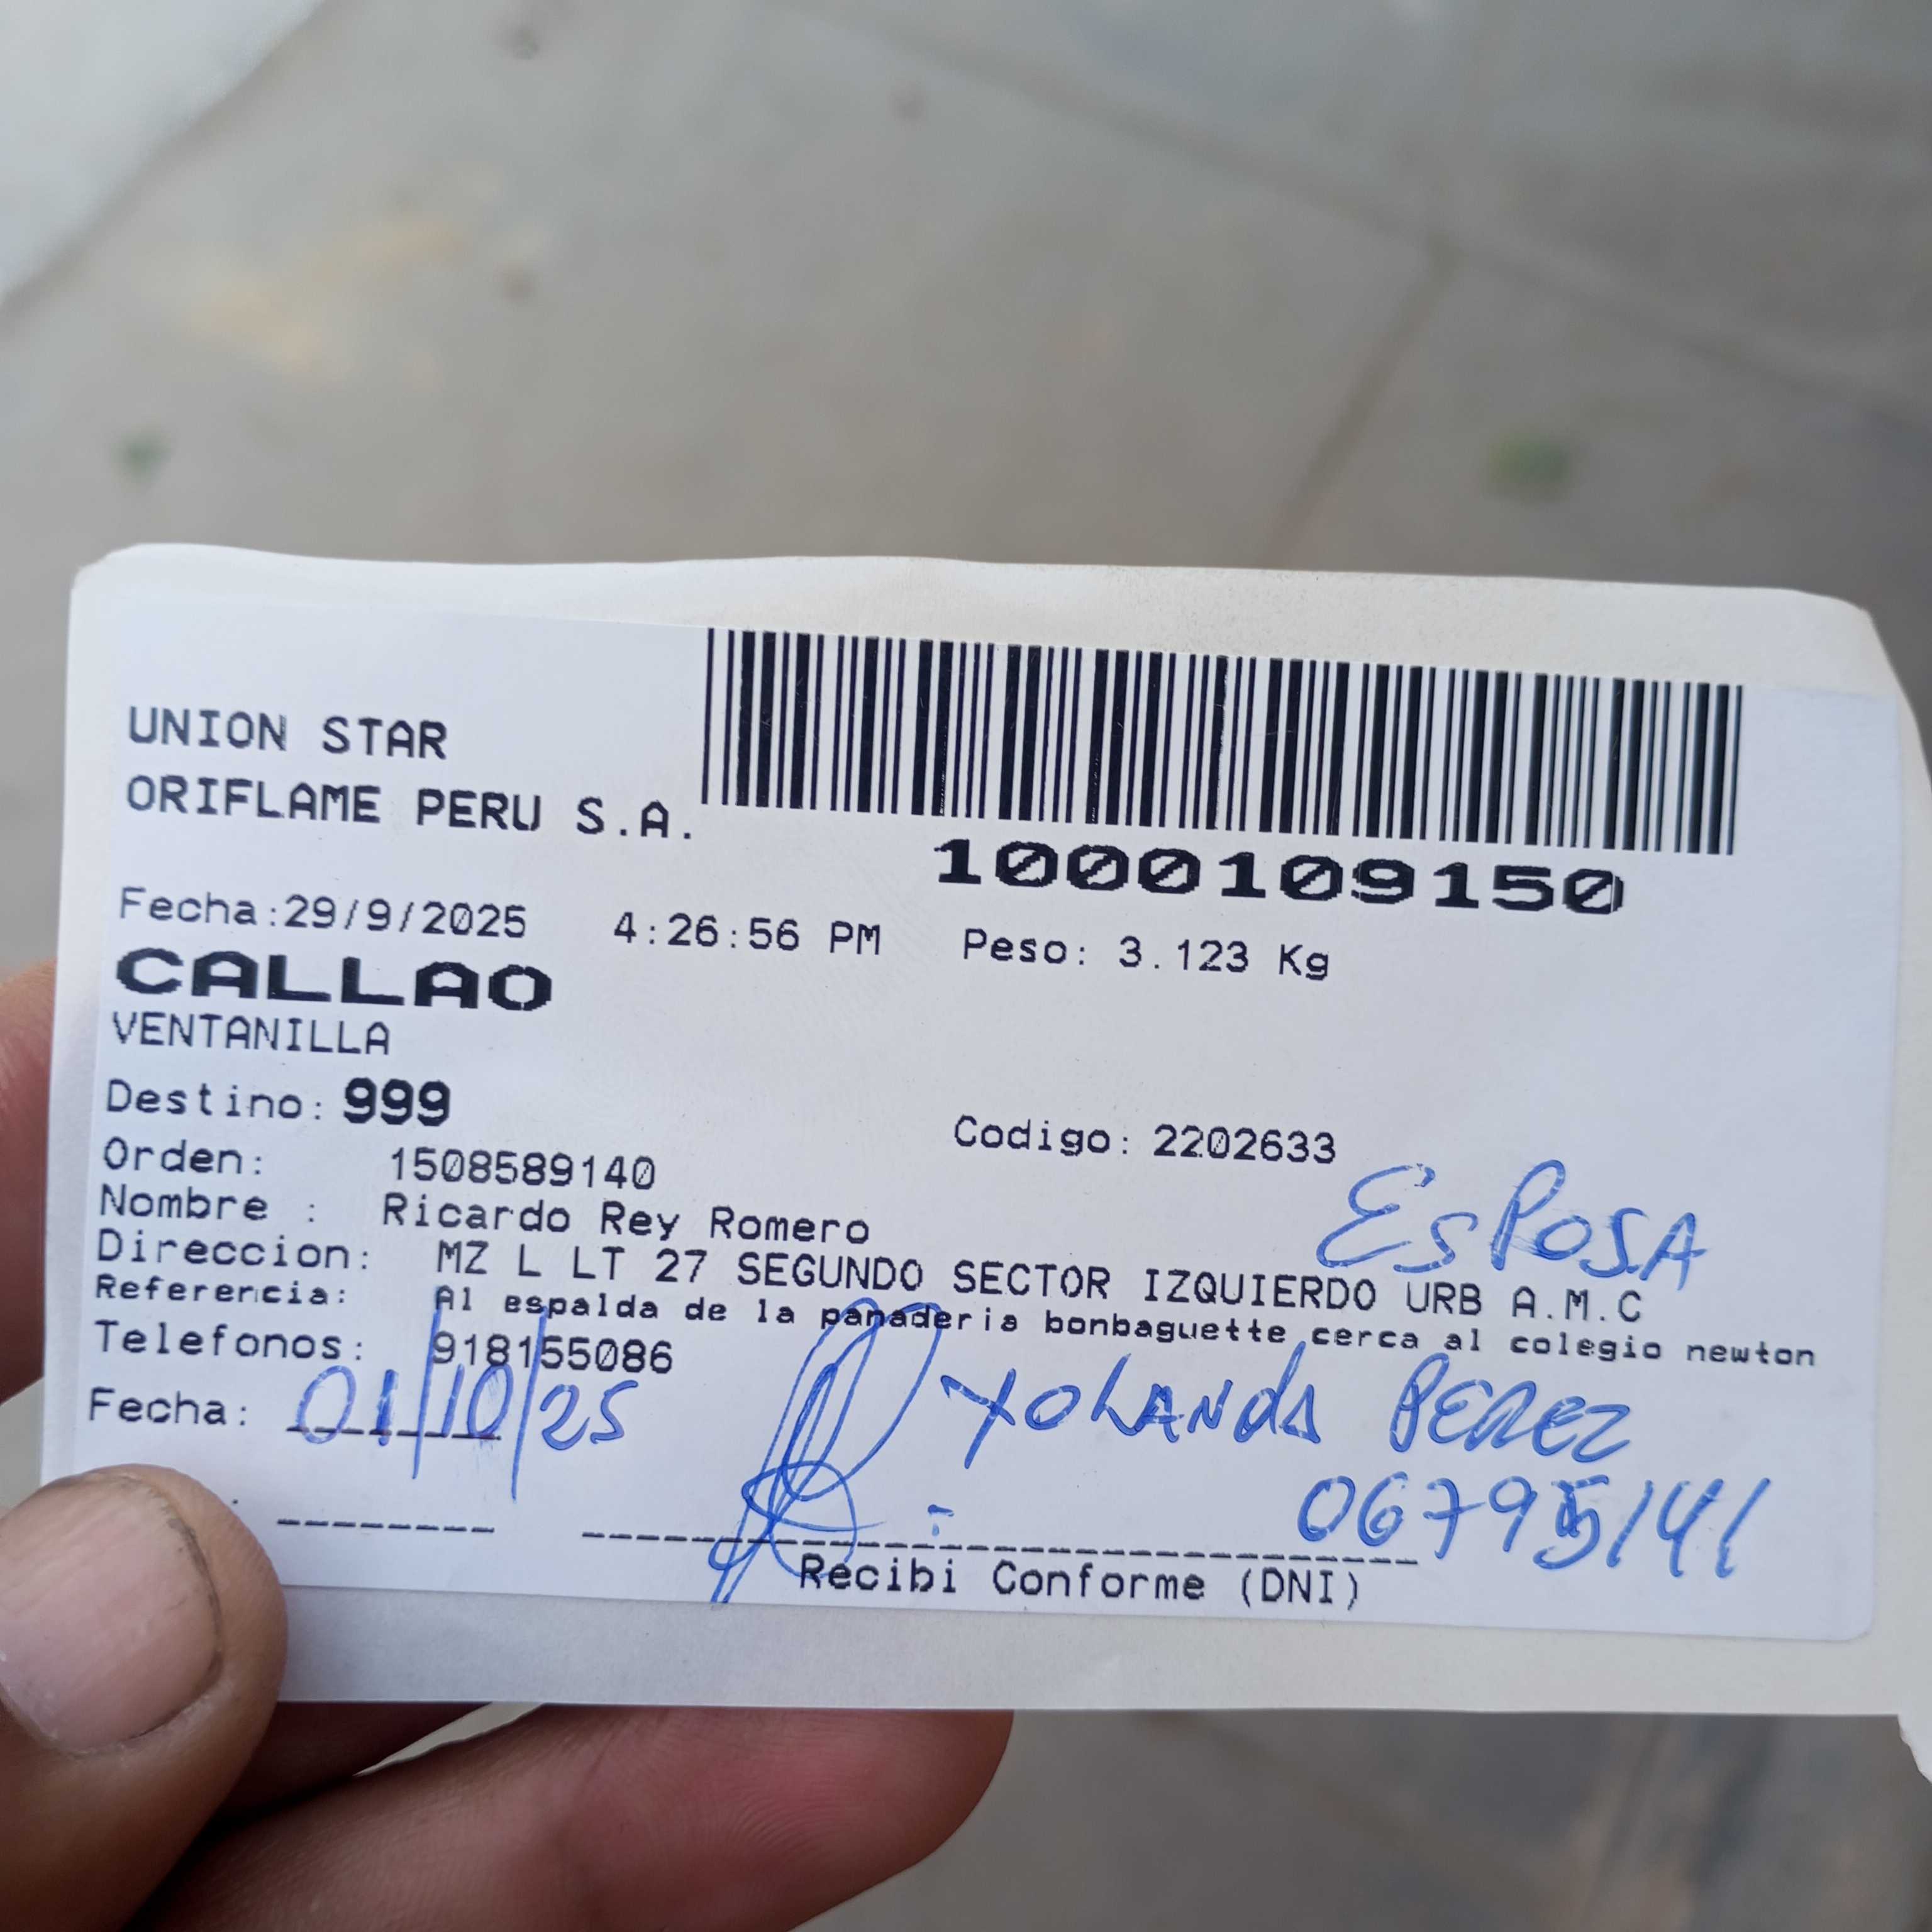 UNION STAR
ORIFLAME PERU S.A.
1000109150
Fecha:29/9/2025 4:26:56 PM Peso: 3.123 Kg
CALLAO
VENTANILLA
Destino: 999
Codigo: 2202633
Orden: 1508589140
Nombre : Ricardo Rey Romero
EsPOSA
Direccion: MZ L LT 27 SEGUNDO SECTOR IZQUIERDO URB A.M.C
Referencia: Al espalda de la panaderia bonbaguette cerca al colegio newton
Telefonos: 918155086
Fecha: 01/10/25
YOLANdA PEREZ
06795141
Recibi Conforme (DNI)